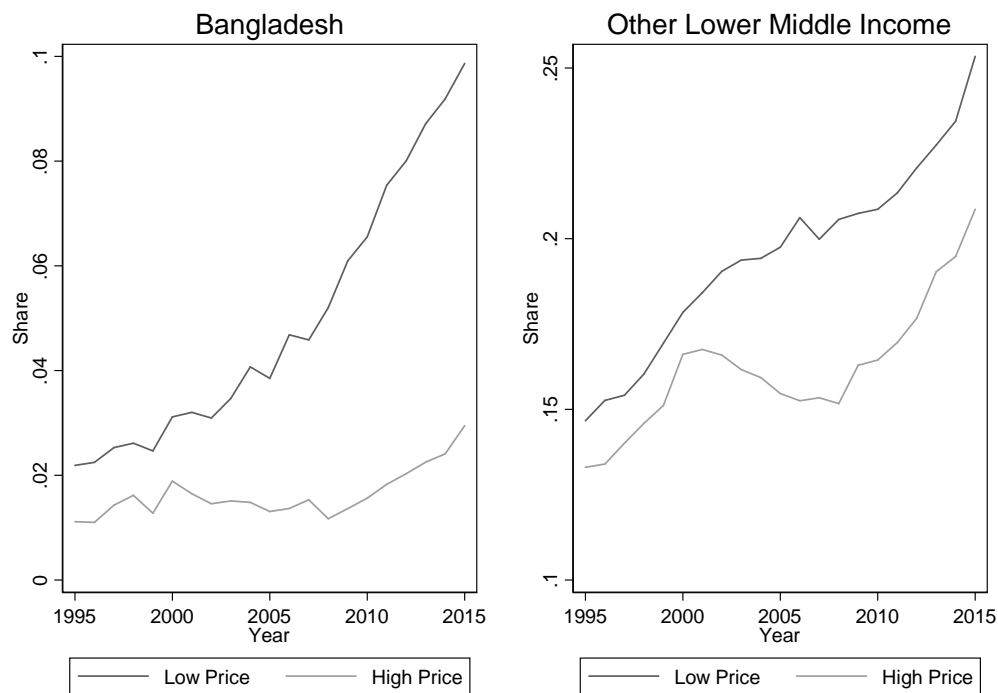 Bangladesh
Other Lower Middle Income
.1
.08
.06
.04
.02
0
Share
1995 2000 2005 2010 2015
Year
Low Price High Price
.25
.2
.15
.1
Share
1995 2000 2005 2010 2015
Year
Low Price High Price